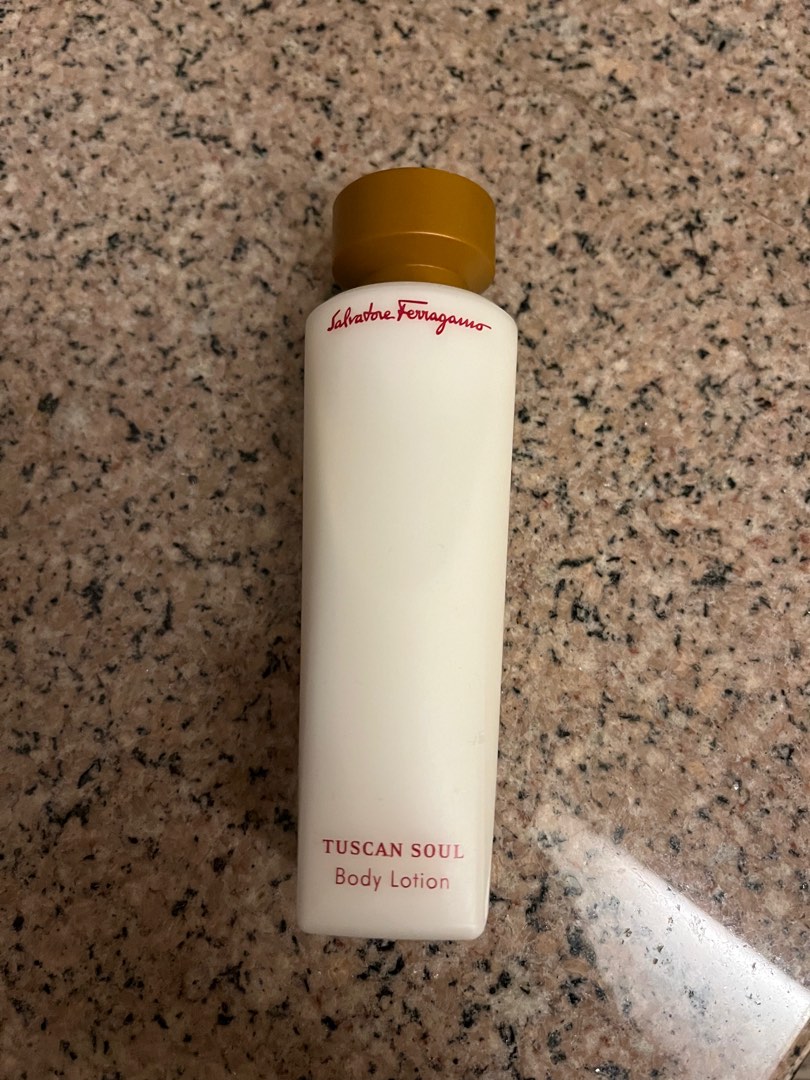 Salvatore Ferragamo
TUSCAN SOUL
Body Lotion